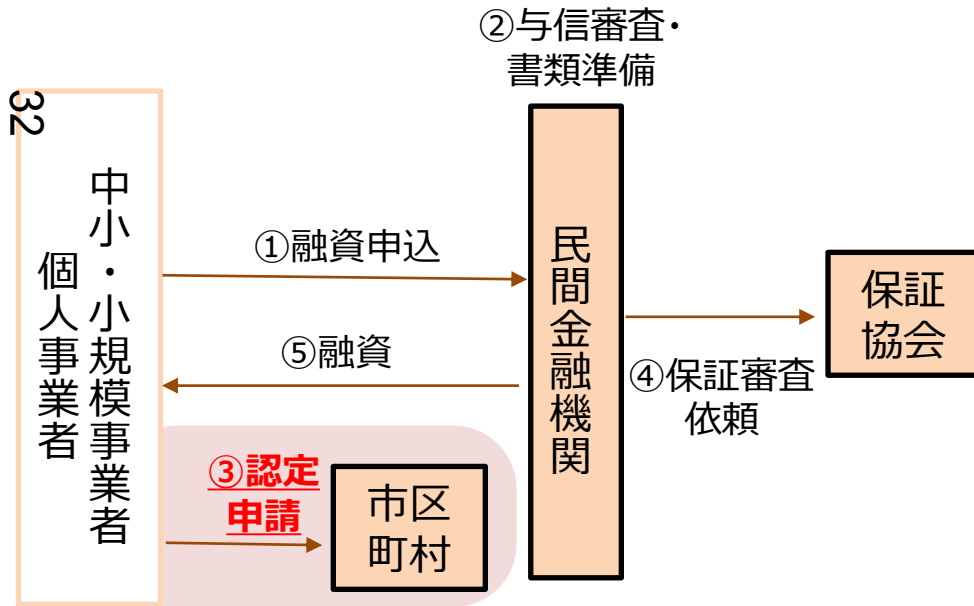 ②与信審査・
書類準備
32
中小・小規模事業者
個人事業者
①融資申込
民間金融機関
保証
協会
⑤融資
④保証審査
依頼
③認定
申請
市区
町村